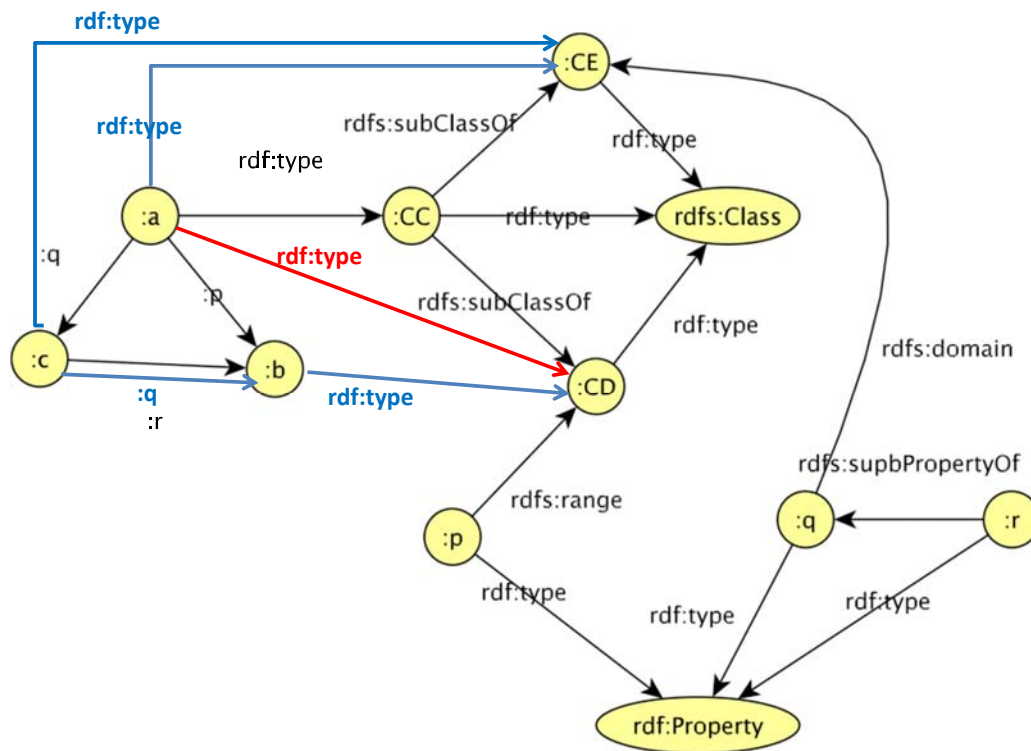 rdf:type
:CE
rdf:type
rdfs:subClassOf
rdf:type
rdf:type
:a
:CC
rdf:type
rdfs:Class
:q
rdf:type
:p
rdfs:subClassOf
rdf:type
rdfs:domain
:c
:b
:q
rdf:type
:CD
:r
rdfs:supbPropertyOf
rdfs:range
:p
:q
:r
rdf:type
rdf:type
rdf:type
rdf:Property